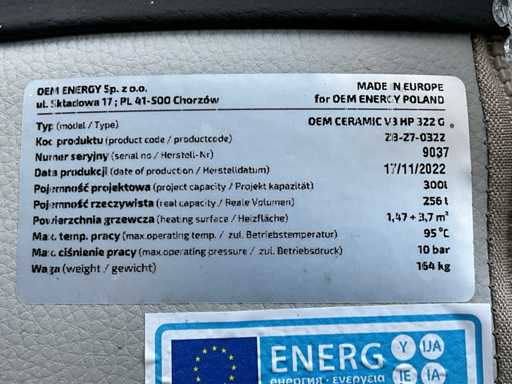 OEM ENERGY Sp. z o.o.
ul. Składowa 17 ; PL 41-500 Chorzów
MADE IN EUROPE
for OEM ENERGY POLAND
Typ (model / Type) OEM CERAMIC V3 HP 322 G
Kod produktu (product code / productcode) ZB-Z7-0322
Numer seryjny (serial no / Herstell-Nr) 9037
Data produkcji (date of production / Herstelldatum) 17/11/2022
Pojemność projektowa (project capacity / Projekt kapazität) 300l
Pojemność rzeczywista (real capacity / Reale Volumen) 256 l
Powierzchnia grzewcza (heating surface / Heizfläche) 1,47 + 3,7 m²
Max. temp. pracy (max.operating temp. / zul. Betriebstemperatur) 95 °C
Max. ciśnienie pracy (max.operating pressure / zul. Betriebsdruck) 10 bar
Waga (weight / gewicht) 164 kg
ENERG Y IJA
енергия · ενεργεια IE IA